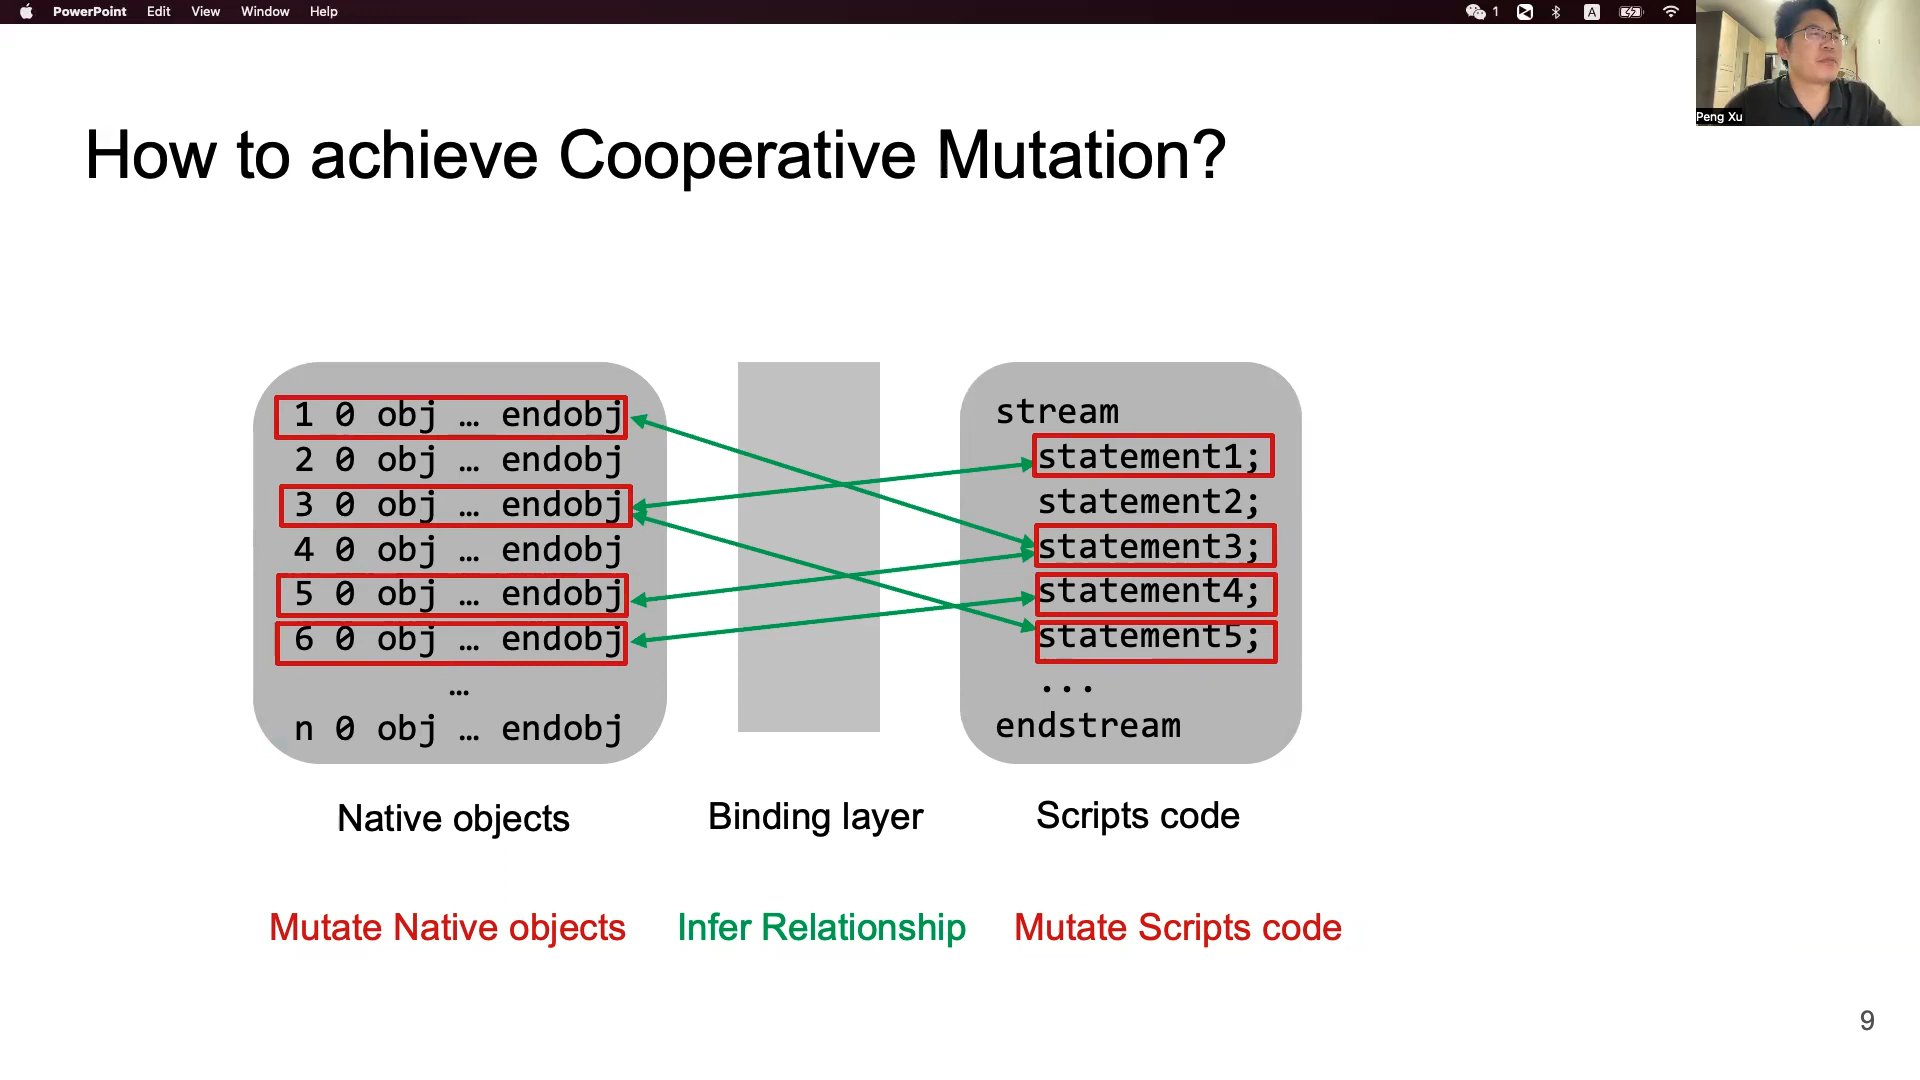 PowerPoint Edit View Window Help
1
A
Peng Xu
How to achieve Cooperative Mutation?
1 0 obj … endobj
2 0 obj … endobj
3 0 obj … endobj
4 0 obj … endobj
5 0 obj … endobj
6 0 obj … endobj
…
n 0 obj … endobj
stream
statement1;
statement2;
statement3;
statement4;
statement5;
...
endstream
Native objects
Binding layer
Scripts code
Mutate Native objects
Infer Relationship
Mutate Scripts code
9